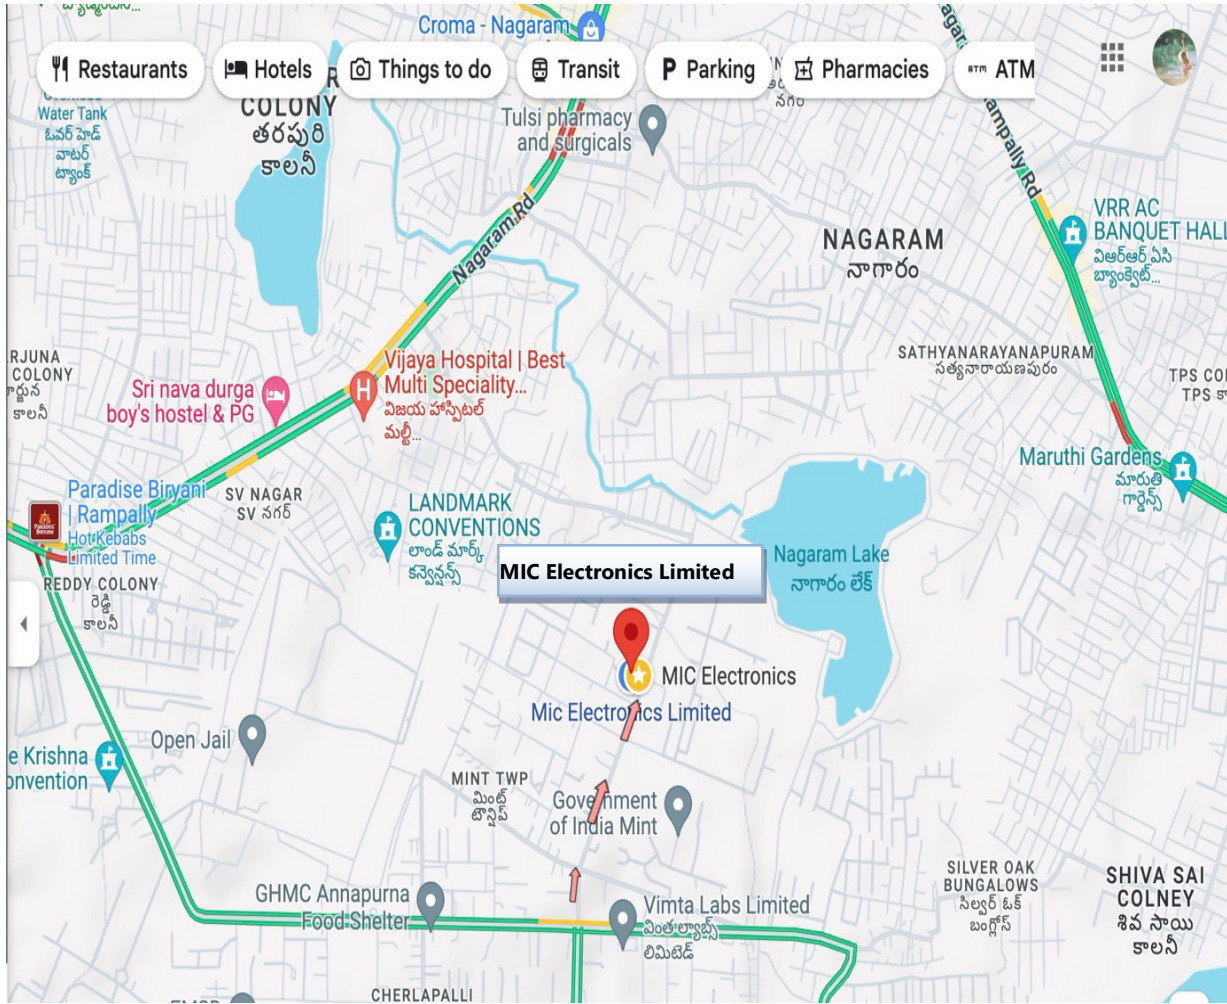 Croma - Nagaram
Restaurants
Hotels
Things to do
Transit
Parking
Pharmacies
ATM
Water Tank
ఓవర్ హెడ్
వాటర్
ట్యాంక్
COLONY
తరపురి
కాలనీ
Tulsi pharmacy
and surgicals
Nagaram Rd
Rampally Rd
VRR AC
BANQUET HALL
విఆర్ఆర్ ఏసి
బ్యాంక్వెట్...
NAGARAM
నాగారం
SATHYANARAYANAPURAM
సత్యనారాయణపురం
COLONY
కాలనీ
Sri nava durga
boy's hostel & PG
Vijaya Hospital | Best
Multi Speciality...
విజయ హాస్పిటల్
మల్టీ...
Maruthi Gardens
మారుతి
గార్డెన్స్
Paradise Biryani
| Rampally
Hot Kebabs
Limited Time
SV NAGAR
SV నగర్
LANDMARK
CONVENTIONS
లాండ్ మార్క్
కన్వెన్షన్స్
MIC Electronics Limited
Nagaram Lake
నాగారం లేక్
REDDY COLONY
రెడ్డి
కాలనీ
MIC Electronics
Mic Electronics Limited
Open Jail
e Krishna
onvention
MINT TWP
మింట్
టౌన్షిప్
Government
of India Mint
SILVER OAK
BUNGALOWS
సిల్వర్ ఓక్
బంగ్లోస్
SHIVA SAI
COLNEY
శివ సాయి
కాలనీ
GHMC Annapurna
Food Shelter
Vimta Labs Limited
వింతల్యాబ్స్
లిమిటెడ్
CHERLAPALLI